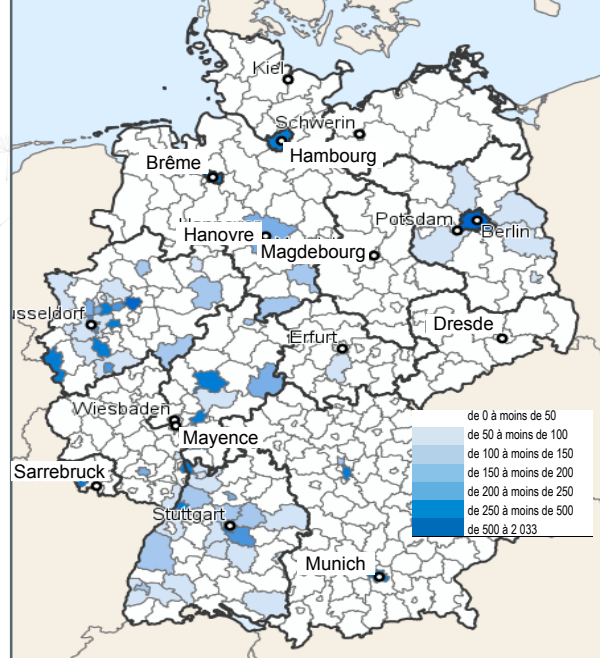 Kiel
Schwerin
Hambourg
Brême
Potsdam
Berlin
Hanovre
Magdebourg
usseldorf
Erfurt
Dresde
Wiesbaden
Mayence
Sarrebruck
Stuttgart
Munich
de 0 à moins de 50
de 50 à moins de 100
de 100 à moins de 150
de 150 à moins de 200
de 200 à moins de 250
de 250 à moins de 500
de 500 à 2 033